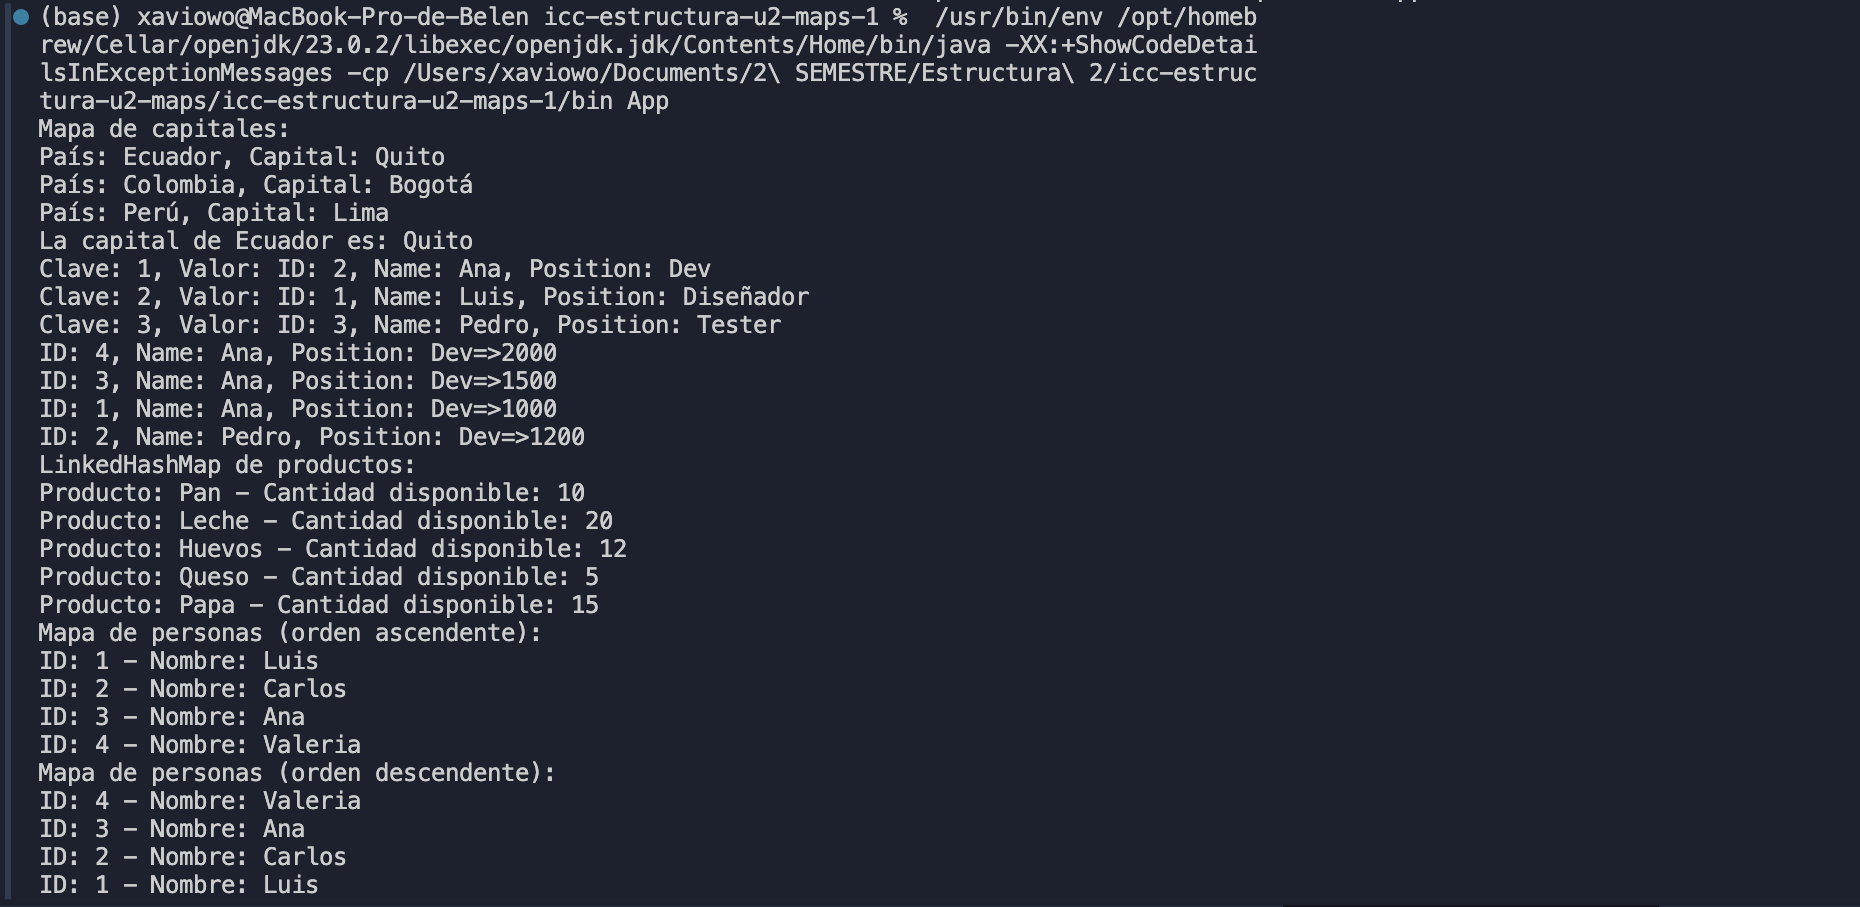 (base) xaviowo@MacBook-Pro-de-Belen icc-estructura-u2-maps-1 %  /usr/bin/env /opt/homeb
rew/Cellar/openjdk/23.0.2/libexec/openjdk.jdk/Contents/Home/bin/java -XX:+ShowCodeDetai
lsInExceptionMessages -cp /Users/xaviowo/Documents/2\ SEMESTRE/Estructura\ 2/icc-estruc
tura-u2-maps/icc-estructura-u2-maps-1/bin App
Mapa de capitales:
País: Ecuador, Capital: Quito
País: Colombia, Capital: Bogotá
País: Perú, Capital: Lima
La capital de Ecuador es: Quito
Clave: 1, Valor: ID: 2, Name: Ana, Position: Dev
Clave: 2, Valor: ID: 1, Name: Luis, Position: Diseñador
Clave: 3, Valor: ID: 3, Name: Pedro, Position: Tester
ID: 4, Name: Ana, Position: Dev=>2000
ID: 3, Name: Ana, Position: Dev=>1500
ID: 1, Name: Ana, Position: Dev=>1000
ID: 2, Name: Pedro, Position: Dev=>1200
LinkedHashMap de productos:
Producto: Pan – Cantidad disponible: 10
Producto: Leche – Cantidad disponible: 20
Producto: Huevos – Cantidad disponible: 12
Producto: Queso – Cantidad disponible: 5
Producto: Papa – Cantidad disponible: 15
Mapa de personas (orden ascendente):
ID: 1 – Nombre: Luis
ID: 2 – Nombre: Carlos
ID: 3 – Nombre: Ana
ID: 4 – Nombre: Valeria
Mapa de personas (orden descendente):
ID: 4 – Nombre: Valeria
ID: 3 – Nombre: Ana
ID: 2 – Nombre: Carlos
ID: 1 – Nombre: Luis